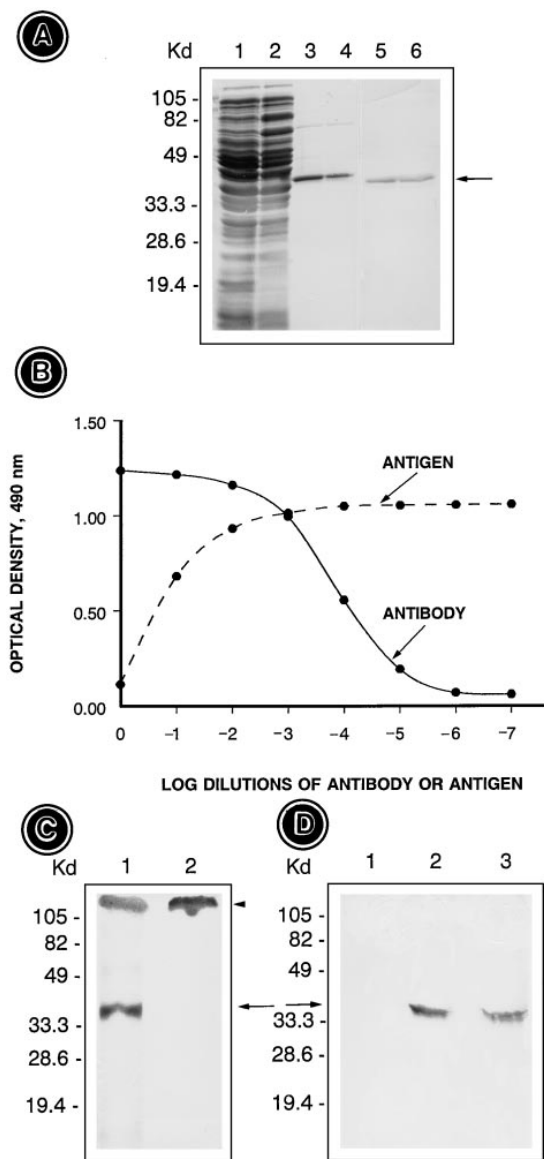 A
Kd 1 2 3 4 5 6
105 -
82 -
49 -
33.3 -
28.6 -
19.4 -
B
OPTICAL DENSITY, 490 nm
1.50
1.00
0.50
0.00
ANTIGEN
ANTIBODY
0 -1 -2 -3 -4 -5 -6 -7
LOG DILUTIONS OF ANTIBODY OR ANTIGEN
C
Kd 1 2
105 -
82 -
49 -
33.3 -
28.6 -
19.4 -
D
Kd 1 2 3
105 -
82 -
49 -
33.3 -
28.6 -
19.4 -